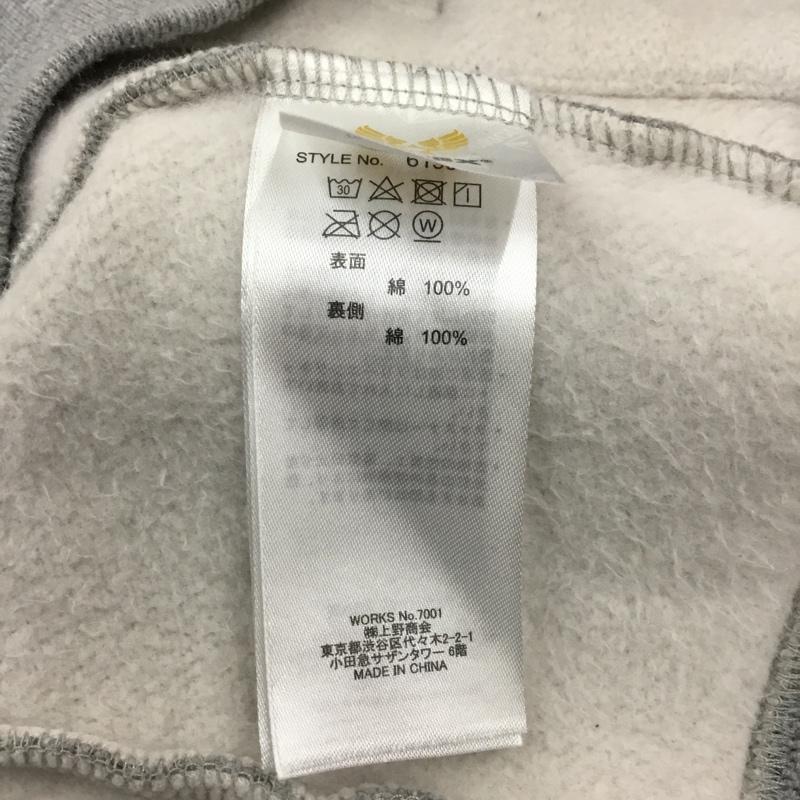 STYLE No.
30
W
表面
綿 100%
裏側
綿 100%
WORKS No.7001
㈱上野商会
東京都渋谷区代々木2-2-1
小田急サザンタワー 6階
MADE IN CHINA